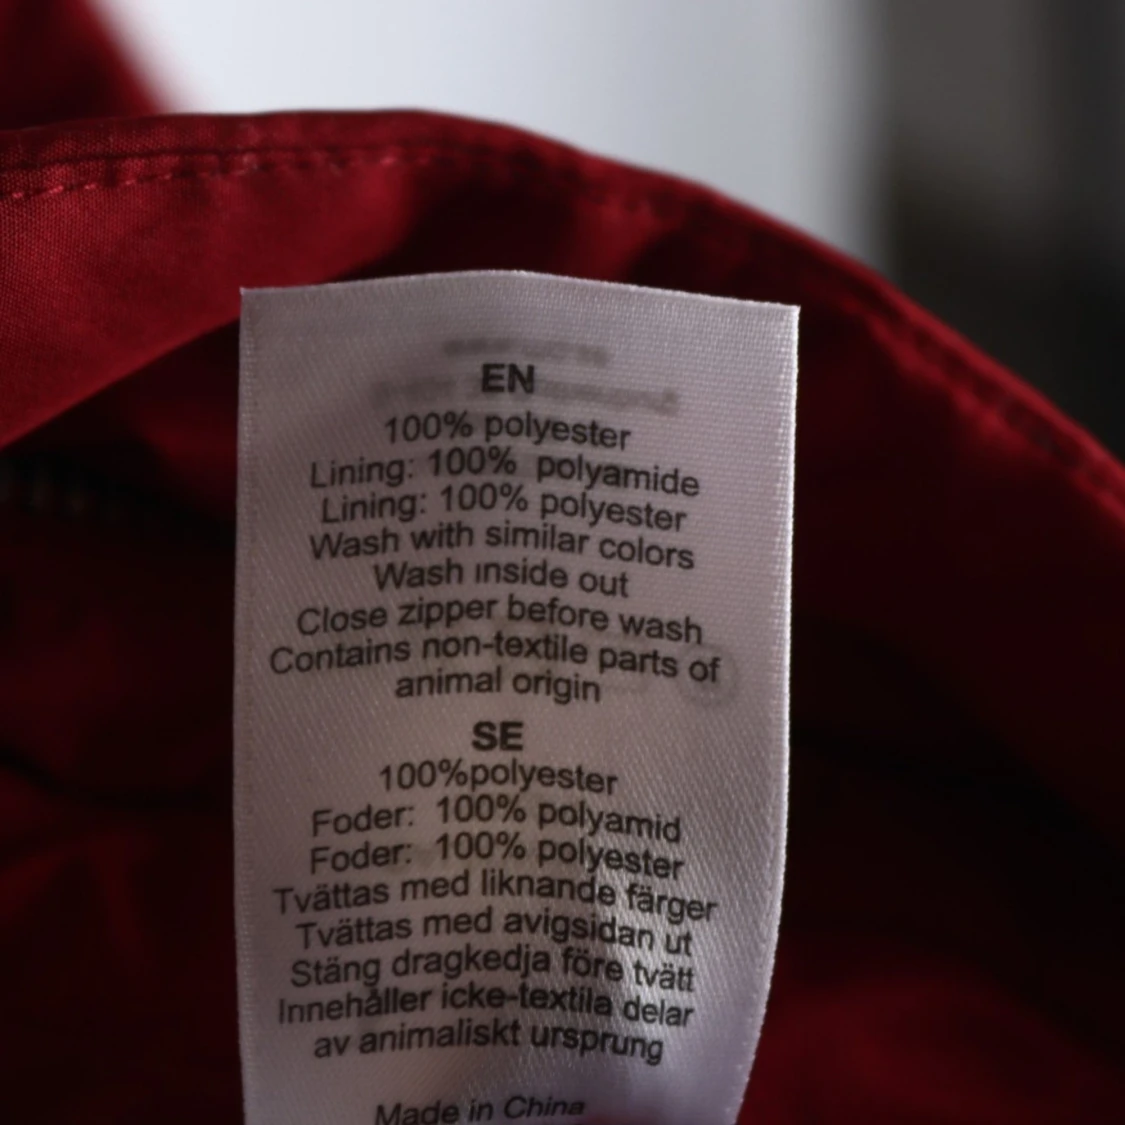 EN
100% polyester
Lining: 100% polyamide
Lining: 100% polyester
Wash with similar colors
Wash inside out
Close zipper before wash
Contains non-textile parts of
animal origin
SE
100%polyester
Foder: 100% polyamid
Foder: 100% polyester
Tvättas med liknande färger
Tvättas med avigsidan ut
Stäng dragkedja före tvätt
Innehåller icke-textila delar
av animaliskt ursprung
Made in China